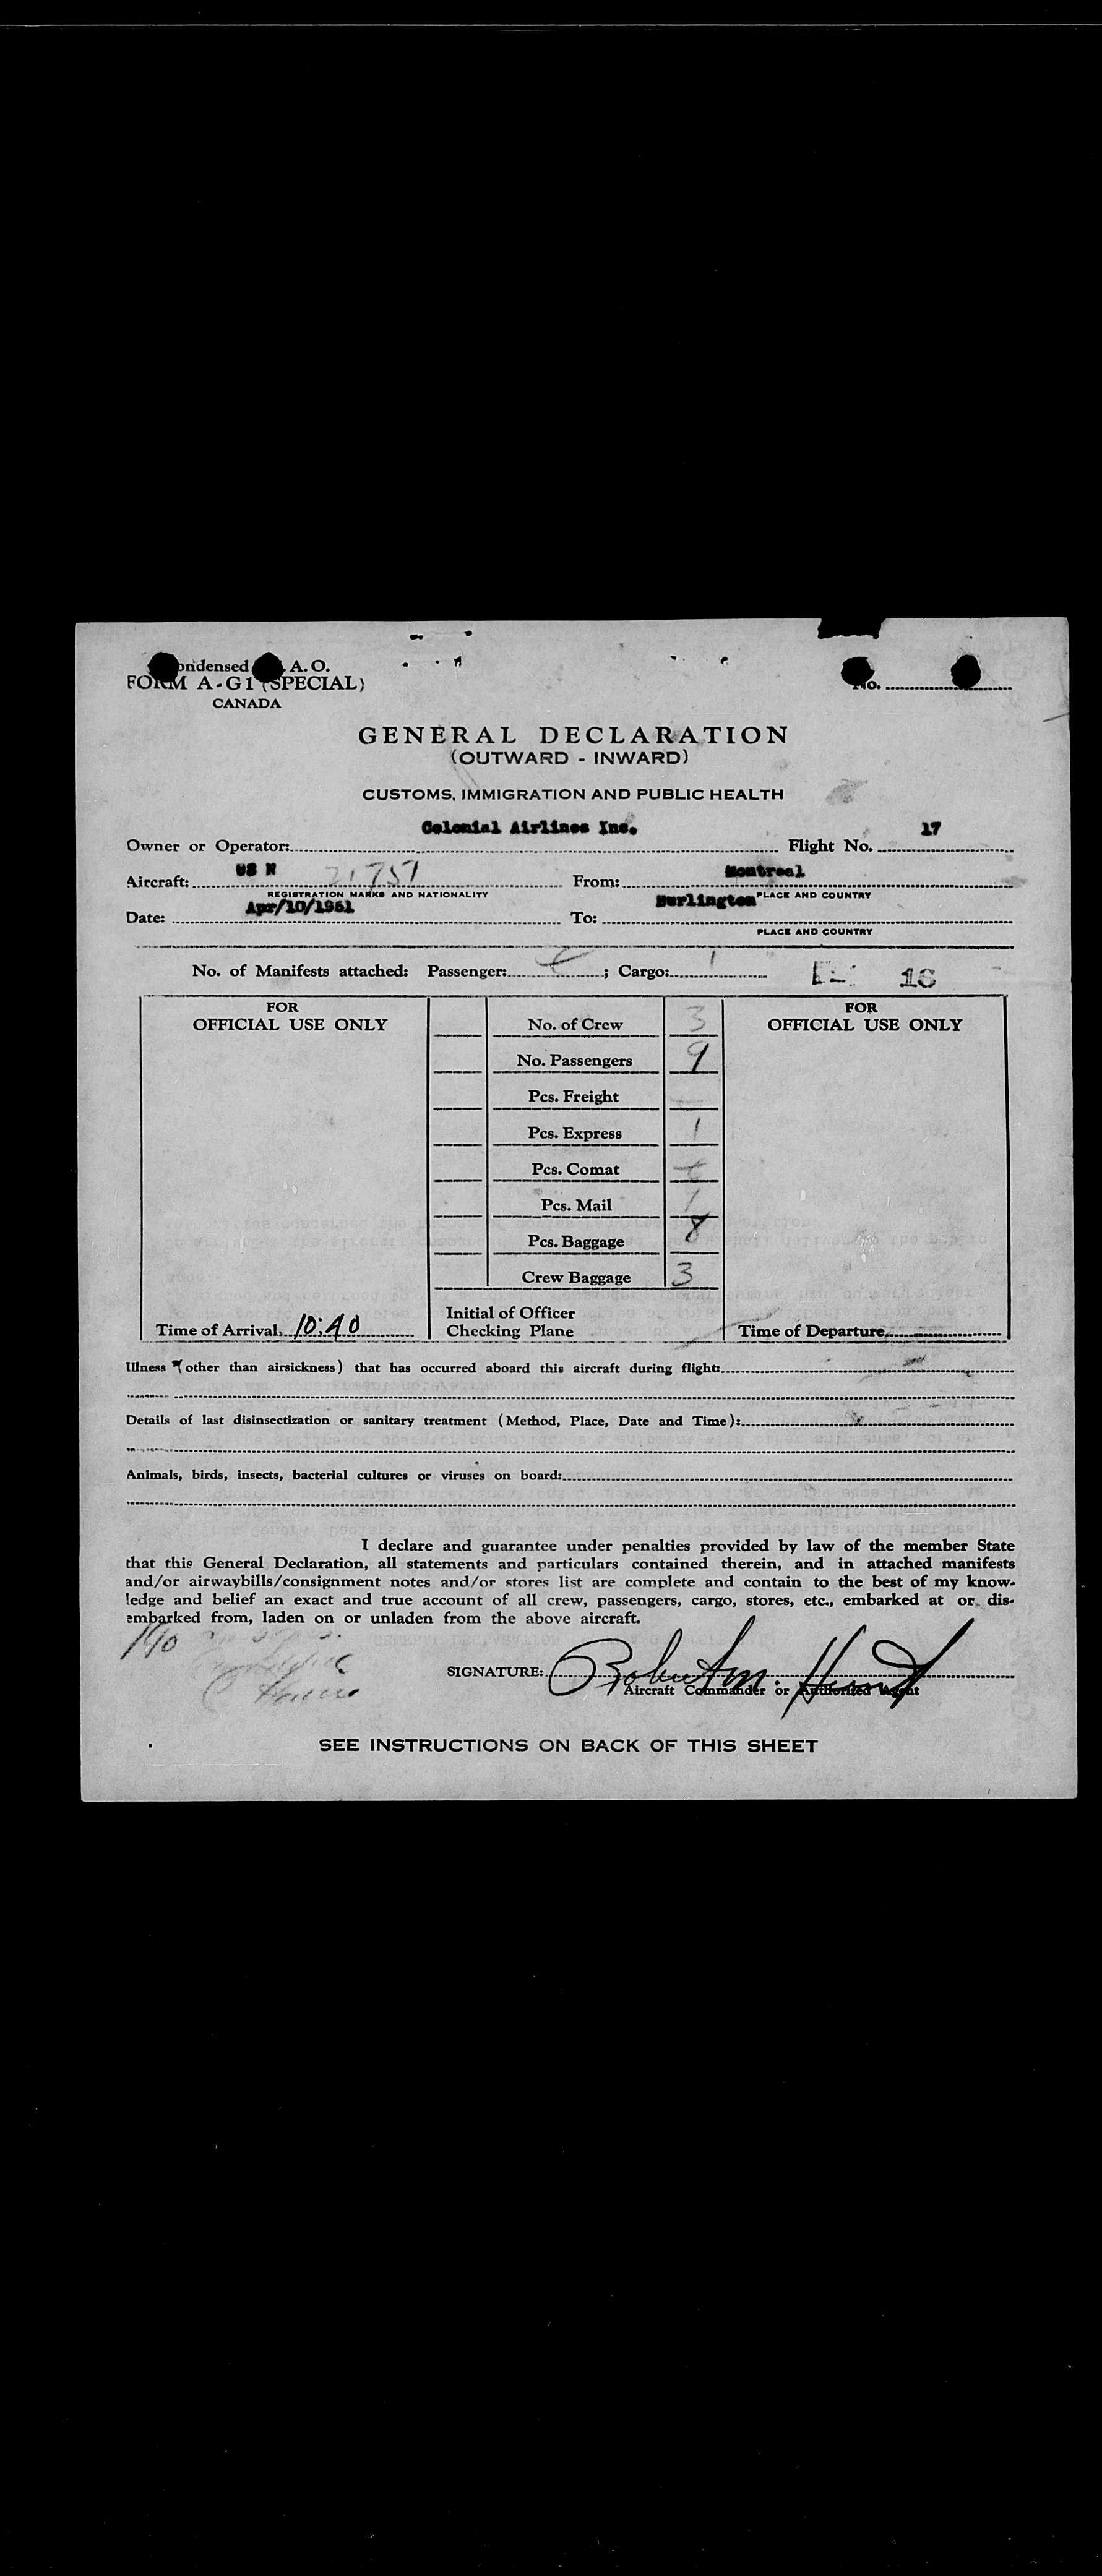 ondensed A. O.
FORM A-G1 (SPECIAL)
CANADA
No.
GENERAL DECLARATION
(OUTWARD - INWARD)
CUSTOMS, IMMIGRATION AND PUBLIC HEALTH
Owner or Operator: Colonial Airlines Inc. Flight No. 17
Aircraft: US N 21751 From: Montreal
REGISTRATION MARKS AND NATIONALITY PLACE AND COUNTRY
Date: Apr/10/1951 To: Burlington
PLACE AND COUNTRY
No. of Manifests attached: Passenger: ; Cargo: 1 16
FOR
OFFICIAL USE ONLY
No. of Crew 3
No. Passengers 9
Pcs. Freight
Pcs. Express 1
Pcs. Comat
Pcs. Mail 1
Pcs. Baggage 8
Crew Baggage 3
FOR
OFFICIAL USE ONLY
Time of Arrival 10:40
Initial of Officer
Checking Plane
Time of Departure
Illness (other than airsickness) that has occurred aboard this aircraft during flight:
Details of last disinsectization or sanitary treatment (Method, Place, Date and Time):
Animals, birds, insects, bacterial cultures or viruses on board:
I declare and guarantee under penalties provided by law of the member State
that this General Declaration, all statements and particulars contained therein, and in attached manifests
and/or airwaybills/consignment notes and/or stores list are complete and contain to the best of my know-
ledge and belief an exact and true account of all crew, passengers, cargo, stores, etc., embarked at or dis-
embarked from, laden on or unladen from the above aircraft.
SIGNATURE:
Aircraft Commander or Authorized Agent
SEE INSTRUCTIONS ON BACK OF THIS SHEET